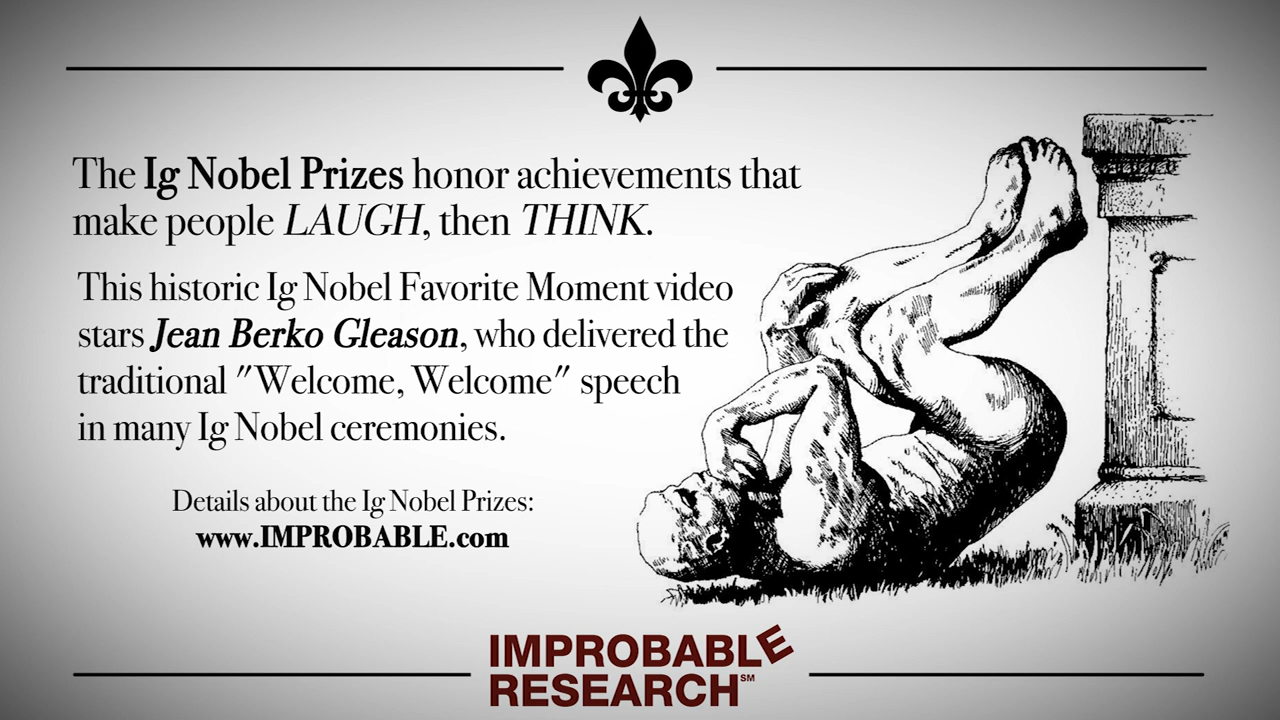 The Ig Nobel Prizes honor achievements that
make people LAUGH, then THINK.
This historic Ig Nobel Favorite Moment video
stars Jean Berko Gleason, who delivered the
traditional "Welcome, Welcome" speech
in many Ig Nobel ceremonies.
Details about the Ig Nobel Prizes:
www.IMPROBABLE.com
IMPROBABLE
RESEARCH℠